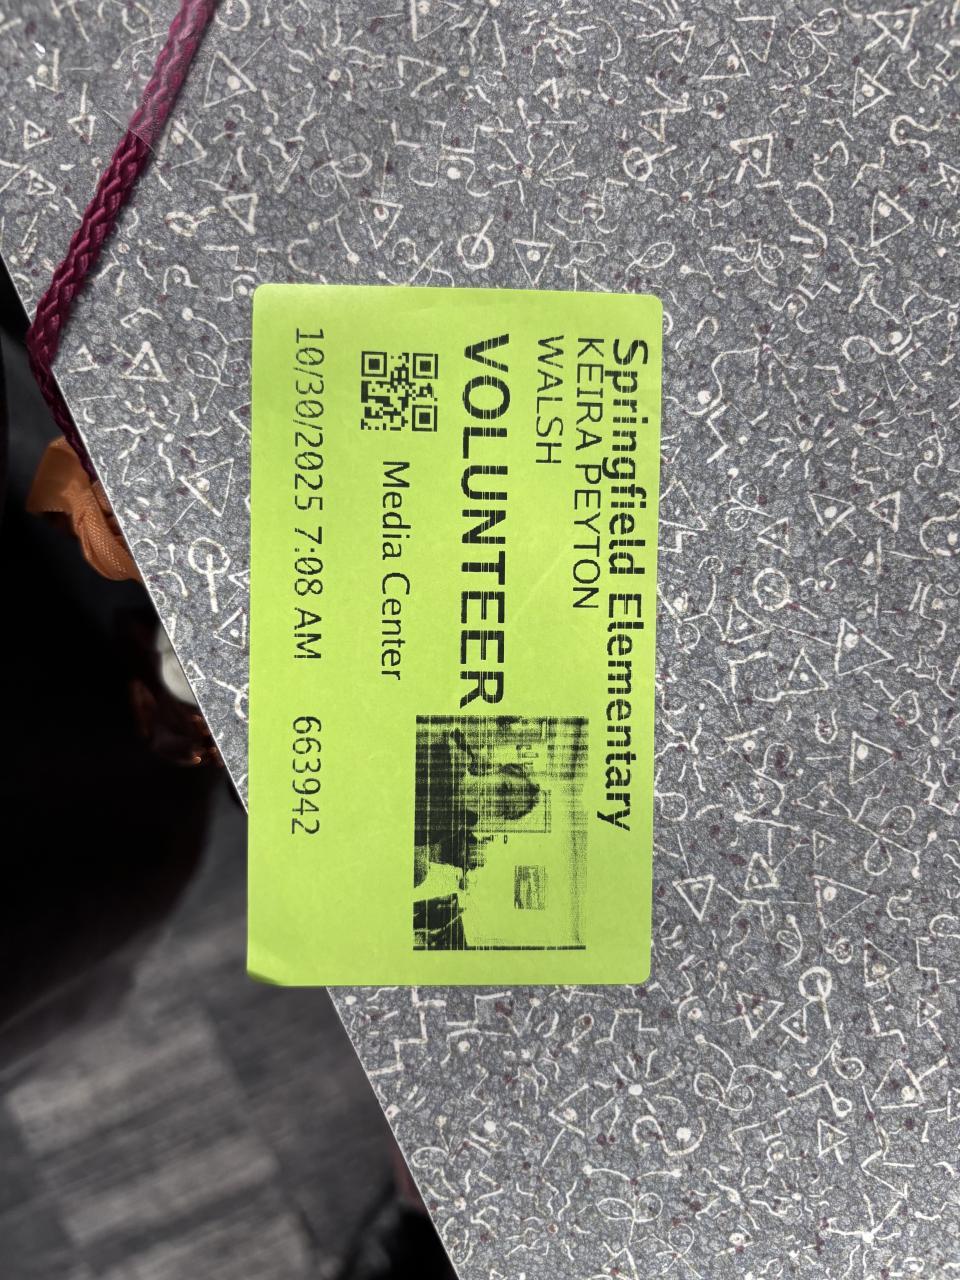 Springfield Elementary
KEIRA PEYTON
WALSH
VOLUNTEER
Media Center
10/30/2025 7:08 AM 663942